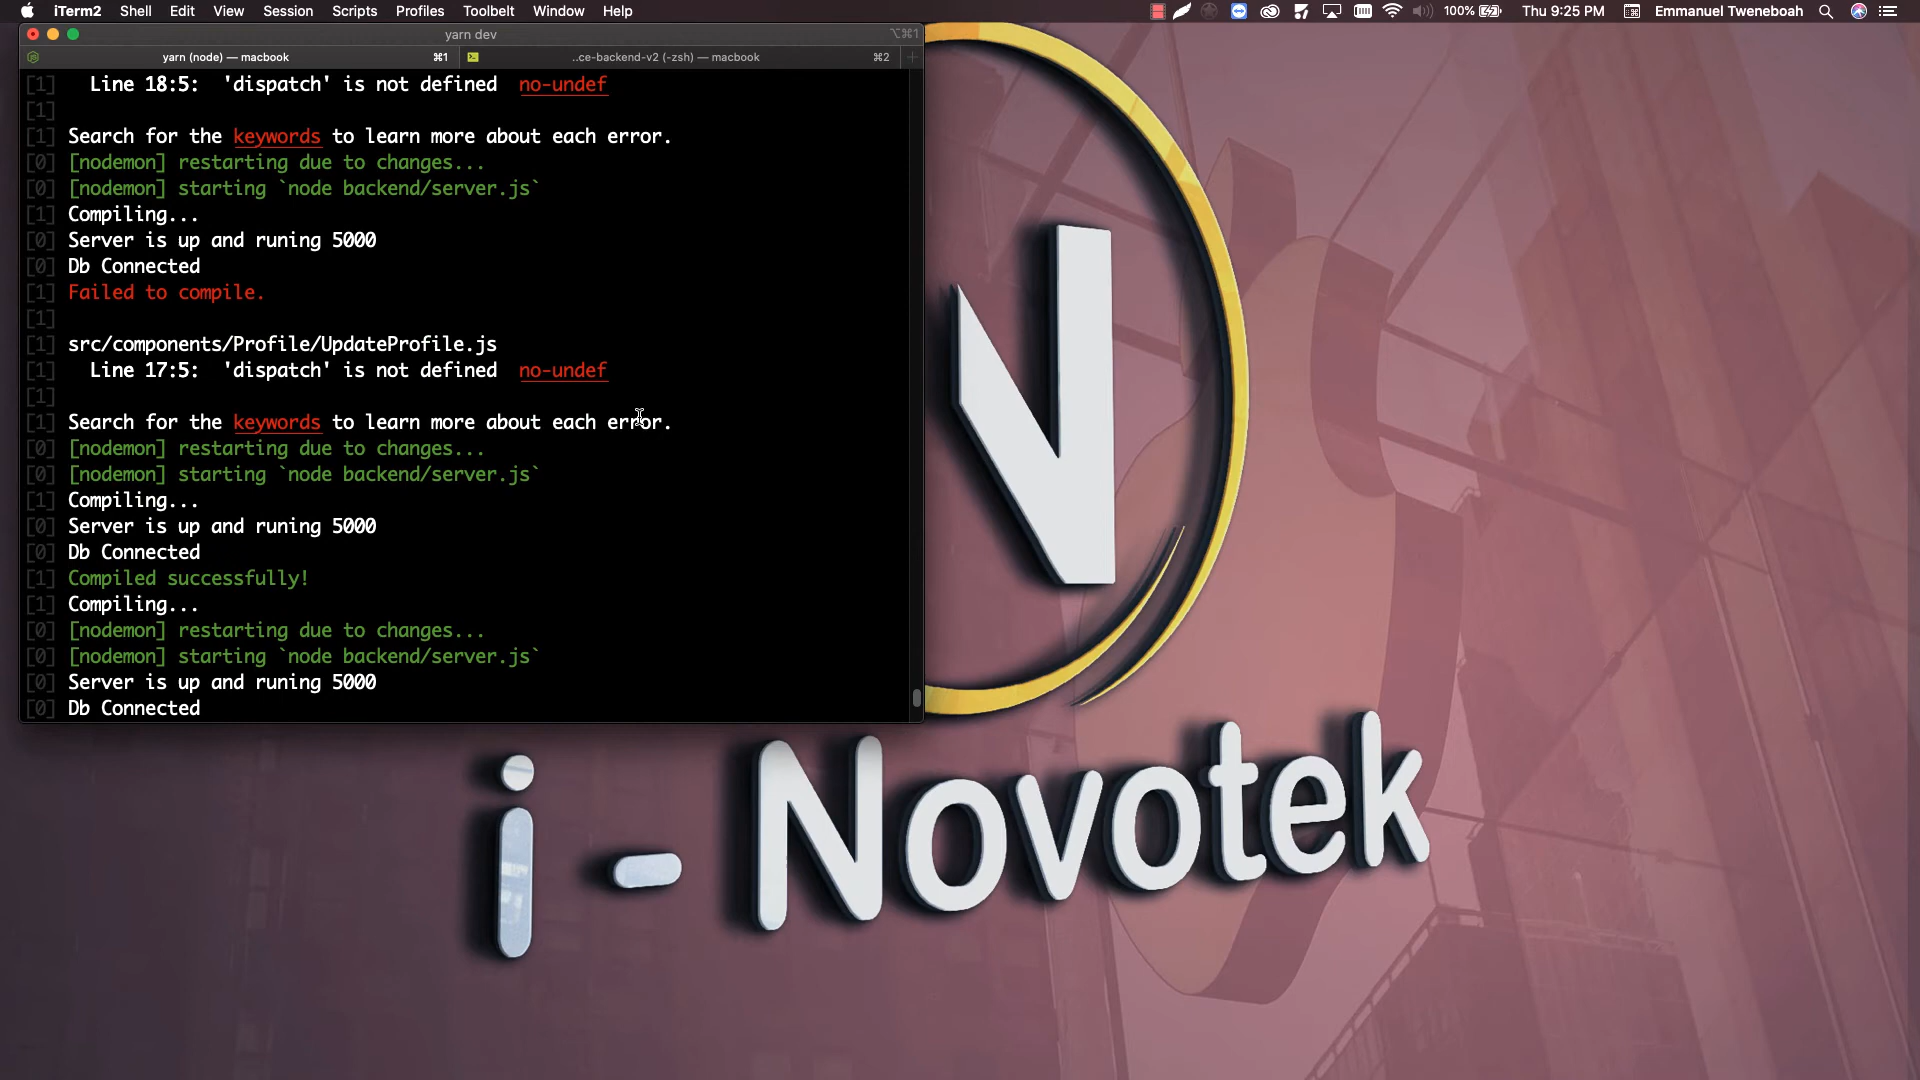 iTerm2 Shell Edit View Session Scripts Profiles Toolbelt Window Help 100% Thu 9:25 PM Emmanuel Tweneboah
yarn dev ⌥⌘1
yarn (node) — macbook ⌘1 ..ce-backend-v2 (-zsh) — macbook ⌘2
[1] Line 18:5: 'dispatch' is not defined no-undef
[1]
[1] Search for the keywords to learn more about each error.
[0] [nodemon] restarting due to changes...
[0] [nodemon] starting `node backend/server.js`
[1] Compiling...
[0] Server is up and runing 5000
[0] Db Connected
[1] Failed to compile.
[1]
[1] src/components/Profile/UpdateProfile.js
[1] Line 17:5: 'dispatch' is not defined no-undef
[1]
[1] Search for the keywords to learn more about each error.
[0] [nodemon] restarting due to changes...
[0] [nodemon] starting `node backend/server.js`
[1] Compiling...
[0] Server is up and runing 5000
[0] Db Connected
[1] Compiled successfully!
[1] Compiling...
[0] [nodemon] restarting due to changes...
[0] [nodemon] starting `node backend/server.js`
[0] Server is up and runing 5000
[0] Db Connected
N
i - Novotek